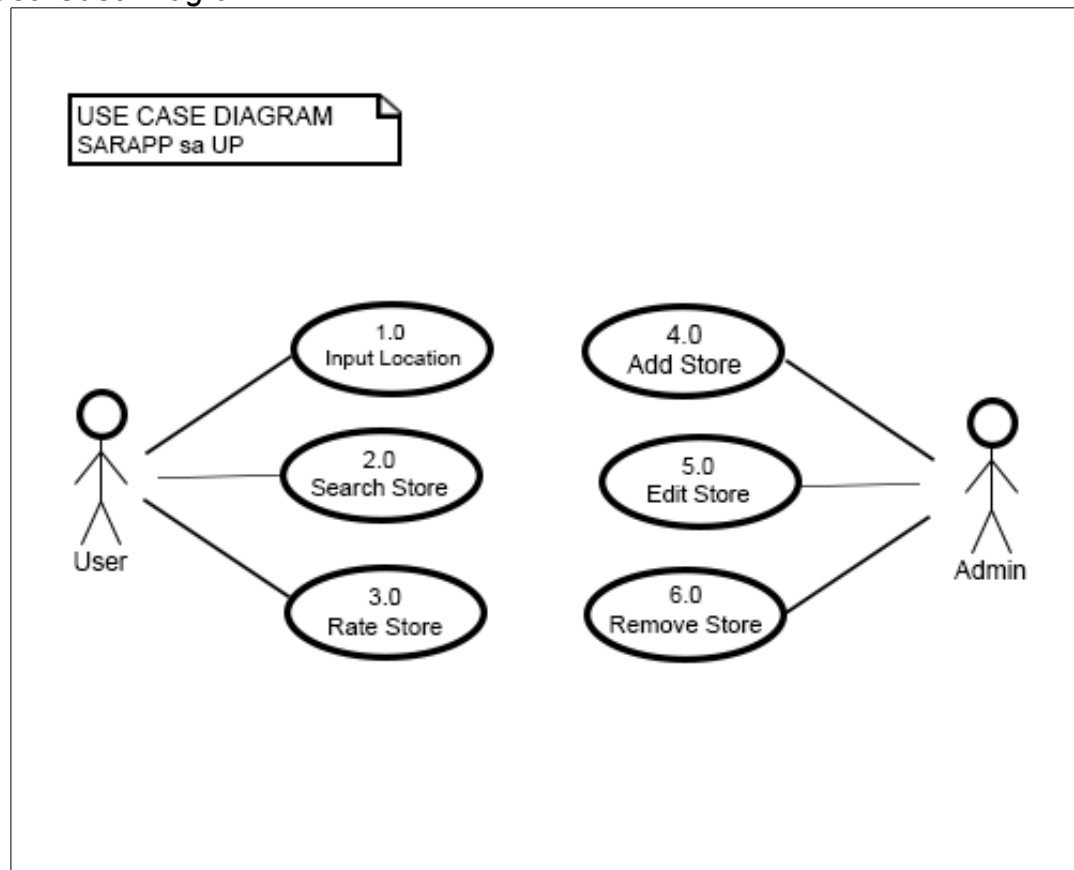 USE CASE DIAGRAM
SARAPP sa UP
1.0
Input Location
2.0
Search Store
3.0
Rate Store
User
4.0
Add Store
5.0
Edit Store
6.0
Remove Store
Admin